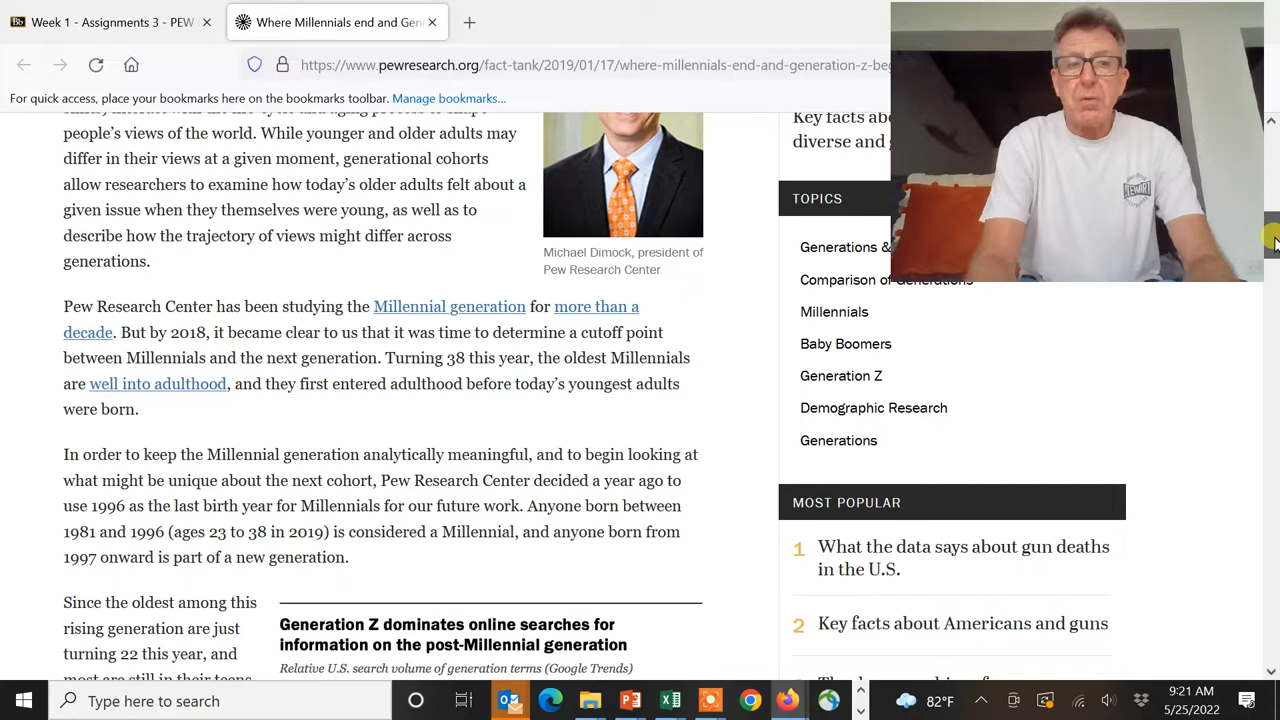 Week 1 - Assignments 3 - PEW
Where Millennials end and Gen
https://www.pewresearch.org/fact-tank/2019/01/17/where-millennials-end-and-generation-z-beg
For quick access, place your bookmarks here on the bookmarks toolbar. Manage bookmarks...
people's views of the world. While younger and older adults may
differ in their views at a given moment, generational cohorts
allow researchers to examine how today's older adults felt about a
given issue when they themselves were young, as well as to
describe how the trajectory of views might differ across
generations.
Michael Dimock, president of
Pew Research Center
Pew Research Center has been studying the Millennial generation for more than a
decade. But by 2018, it became clear to us that it was time to determine a cutoff point
between Millennials and the next generation. Turning 38 this year, the oldest Millennials
are well into adulthood, and they first entered adulthood before today's youngest adults
were born.
In order to keep the Millennial generation analytically meaningful, and to begin looking at
what might be unique about the next cohort, Pew Research Center decided a year ago to
use 1996 as the last birth year for Millennials for our future work. Anyone born between
1981 and 1996 (ages 23 to 38 in 2019) is considered a Millennial, and anyone born from
1997 onward is part of a new generation.
Since the oldest among this
rising generation are just
turning 22 this year, and
most are still in their teens
Generation Z dominates online searches for
information on the post-Millennial generation
Relative U.S. search volume of generation terms (Google Trends)
Key facts abo
diverse and
TOPICS
Generations &
Comparison of Generations
Millennials
Baby Boomers
Generation Z
Demographic Research
Generations
MOST POPULAR
1 What the data says about gun deaths
in the U.S.
2 Key facts about Americans and guns
Type here to search
82°F
9:21 AM
5/25/2022